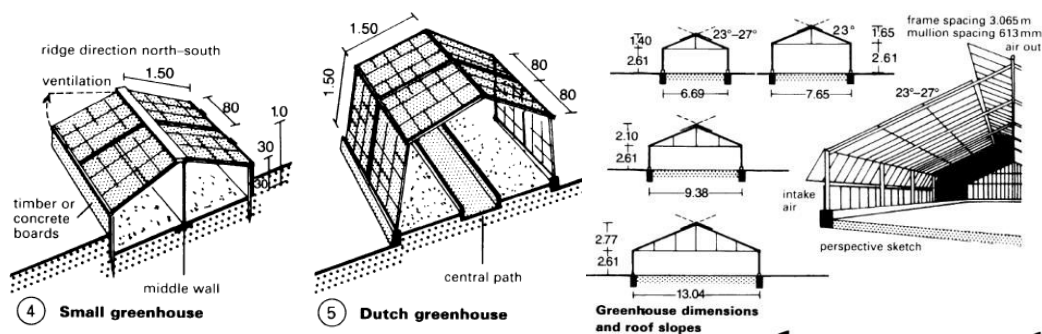 ridge direction north–south
ventilation
1.50
80
1.0
30
30
timber or
concrete
boards
middle wall
4 Small greenhouse
1.50
1.50
80
80
central path
5 Dutch greenhouse
1.40
2.61
23°–27°
6.69
23°
1.65
2.61
7.65
2.10
2.61
9.38
2.77
2.61
13.04
Greenhouse dimensions
and roof slopes
frame spacing 3.065 m
mullion spacing 613 mm
air out
23°–27°
intake
air
perspective sketch